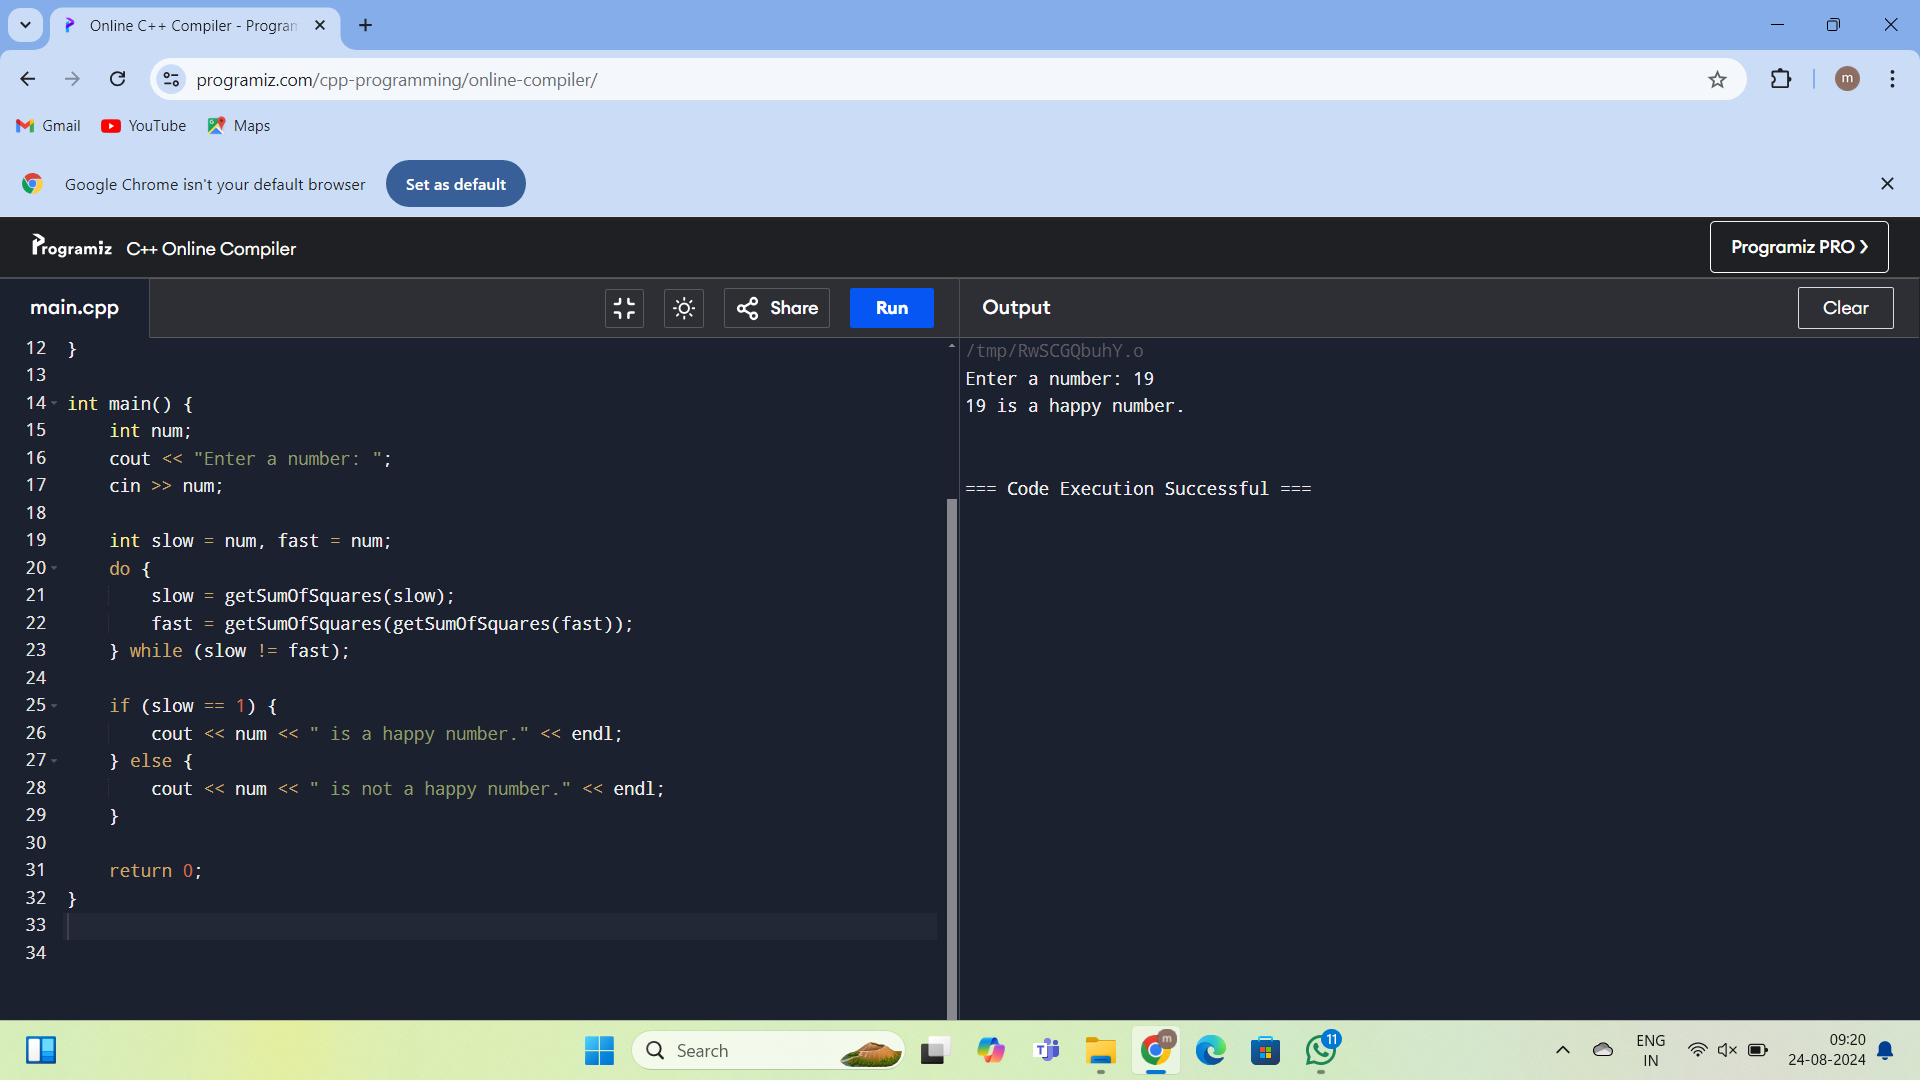 Online C++ Compiler - Program
programiz.com/cpp-programming/online-compiler/
m
Gmail
YouTube
Maps
Google Chrome isn't your default browser
Set as default
Programiz
C++ Online Compiler
Programiz PRO
main.cpp
Share
Run
Output
Clear
12 }
13
14 int main() {
15     int num;
16     cout << "Enter a number: ";
17     cin >> num;
18
19     int slow = num, fast = num;
20     do {
21         slow = getSumOfSquares(slow);
22         fast = getSumOfSquares(getSumOfSquares(fast));
23     } while (slow != fast);
24
25     if (slow == 1) {
26         cout << num << " is a happy number." << endl;
27     } else {
28         cout << num << " is not a happy number." << endl;
29     }
30
31     return 0;
32 }
33
34
/tmp/RwSCGQbuhY.o
Enter a number: 19
19 is a happy number.
=== Code Execution Successful ===
Search
m
11
ENG
IN
09:20
24-08-2024